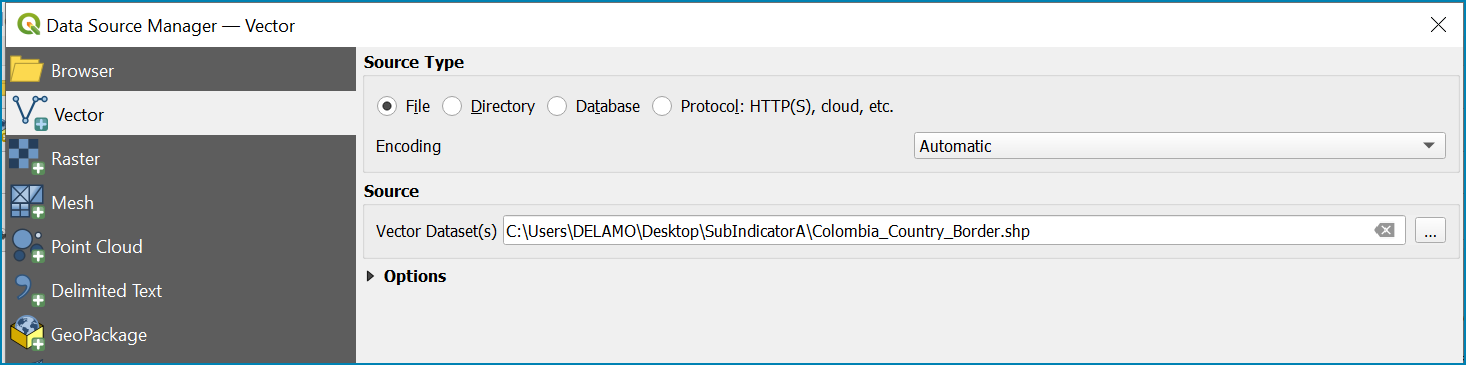 Data Source Manager — Vector
Browser
Vector
Raster
Mesh
Point Cloud
Delimited Text
GeoPackage
Source Type
File Directory Database Protocol: HTTP(S), cloud, etc.
Encoding Automatic
Source
Vector Dataset(s) C:\Users\DELAMO\Desktop\SubIndicatorA\Colombia_Country_Border.shp ...
Options